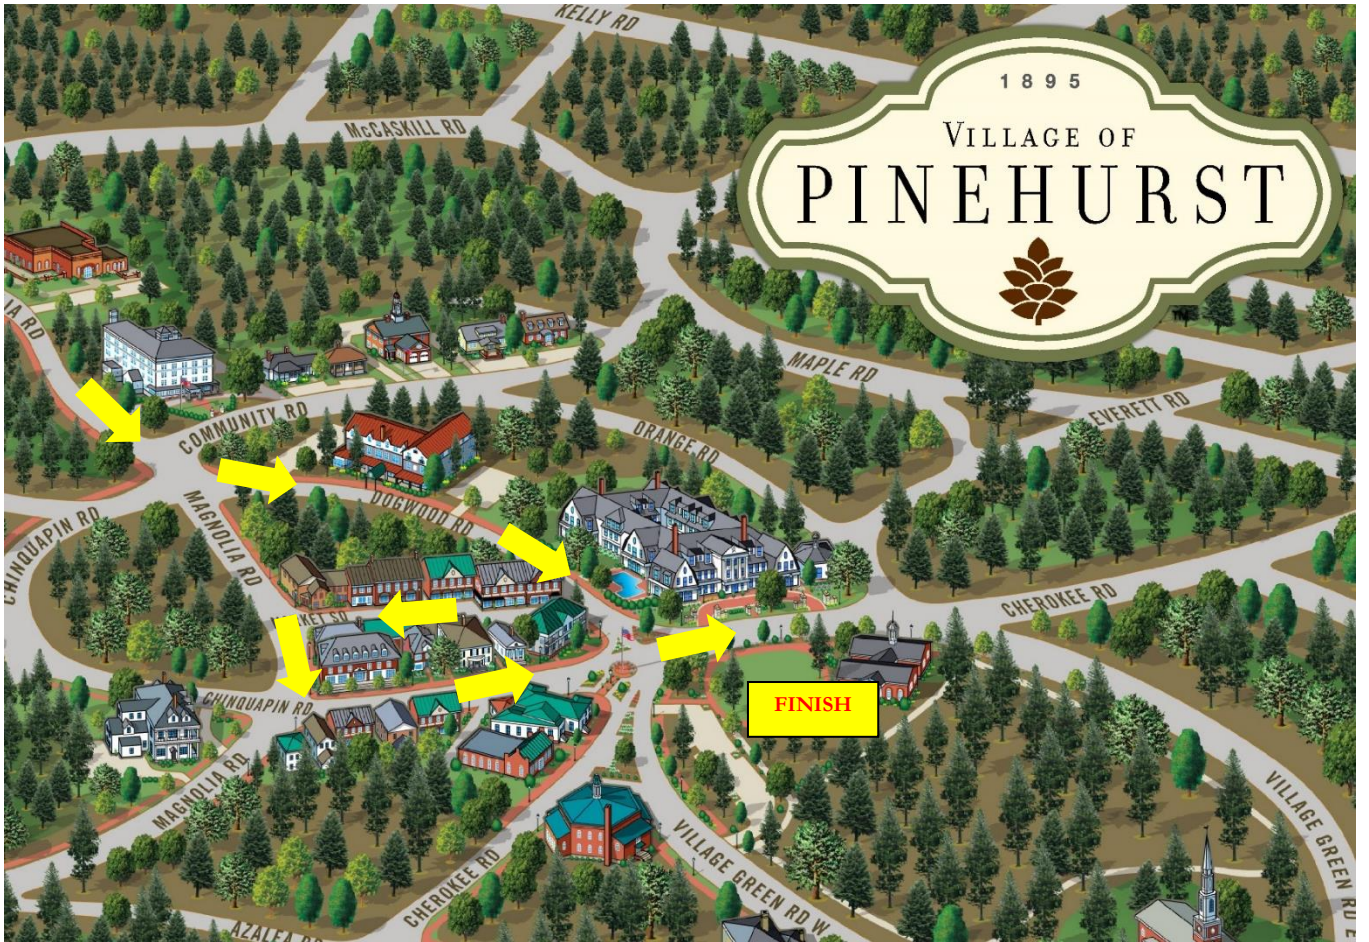 KELLY RD
1895
VILLAGE OF
PINEHURST
McCASKILL RD
MAPLE RD
EVERETT RD
COMMUNITY RD
ORANGE RD
DOGWOOD RD
MAGNOLIA RD
CHINQUAPIN RD
CHEROKEE RD
CHINQUAPIN RD
FINISH
MAGNOLIA RD
CHEROKEE RD
VILLAGE GREEN RD W
VILLAGE GREEN RD E
AZALEA RD